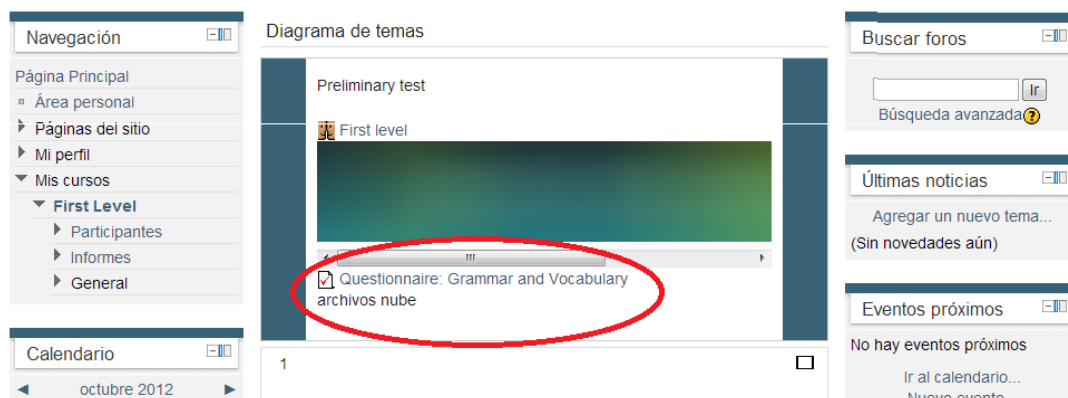 Navegación
Página Principal
Área personal
Páginas del sitio
Mi perfil
Mis cursos
First Level
Participantes
Informes
General
Calendario
octubre 2012
Diagrama de temas
Preliminary test
First level
Questionnaire: Grammar and Vocabulary
archivos nube
1
Buscar foros
Ir
Búsqueda avanzada
Últimas noticias
Agregar un nuevo tema...
(Sin novedades aún)
Eventos próximos
No hay eventos próximos
Ir al calendario...
Nuevo evento...